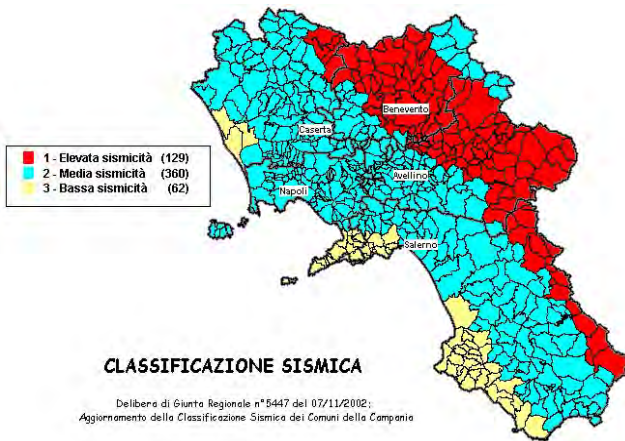 Benevento
Caserta
1 - Elevata sismicità (129)
2 - Media sismicità (360)
3 - Bassa sismicità (62)
Avellino
Napoli
Salerno
CLASSIFICAZIONE SISMICA
Delibera di Giunta Regionale n°5447 del 07/11/2002;
Aggiornamento della Classificazione Sismica dei Comuni della Campania